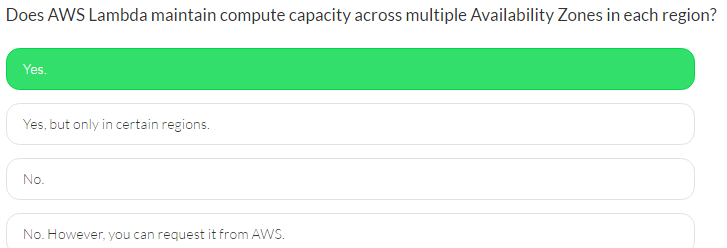 Does AWS Lambda maintain compute capacity across multiple Availability Zones in each region?
Yes.
Yes, but only in certain regions.
No.
No. However, you can request it from AWS.